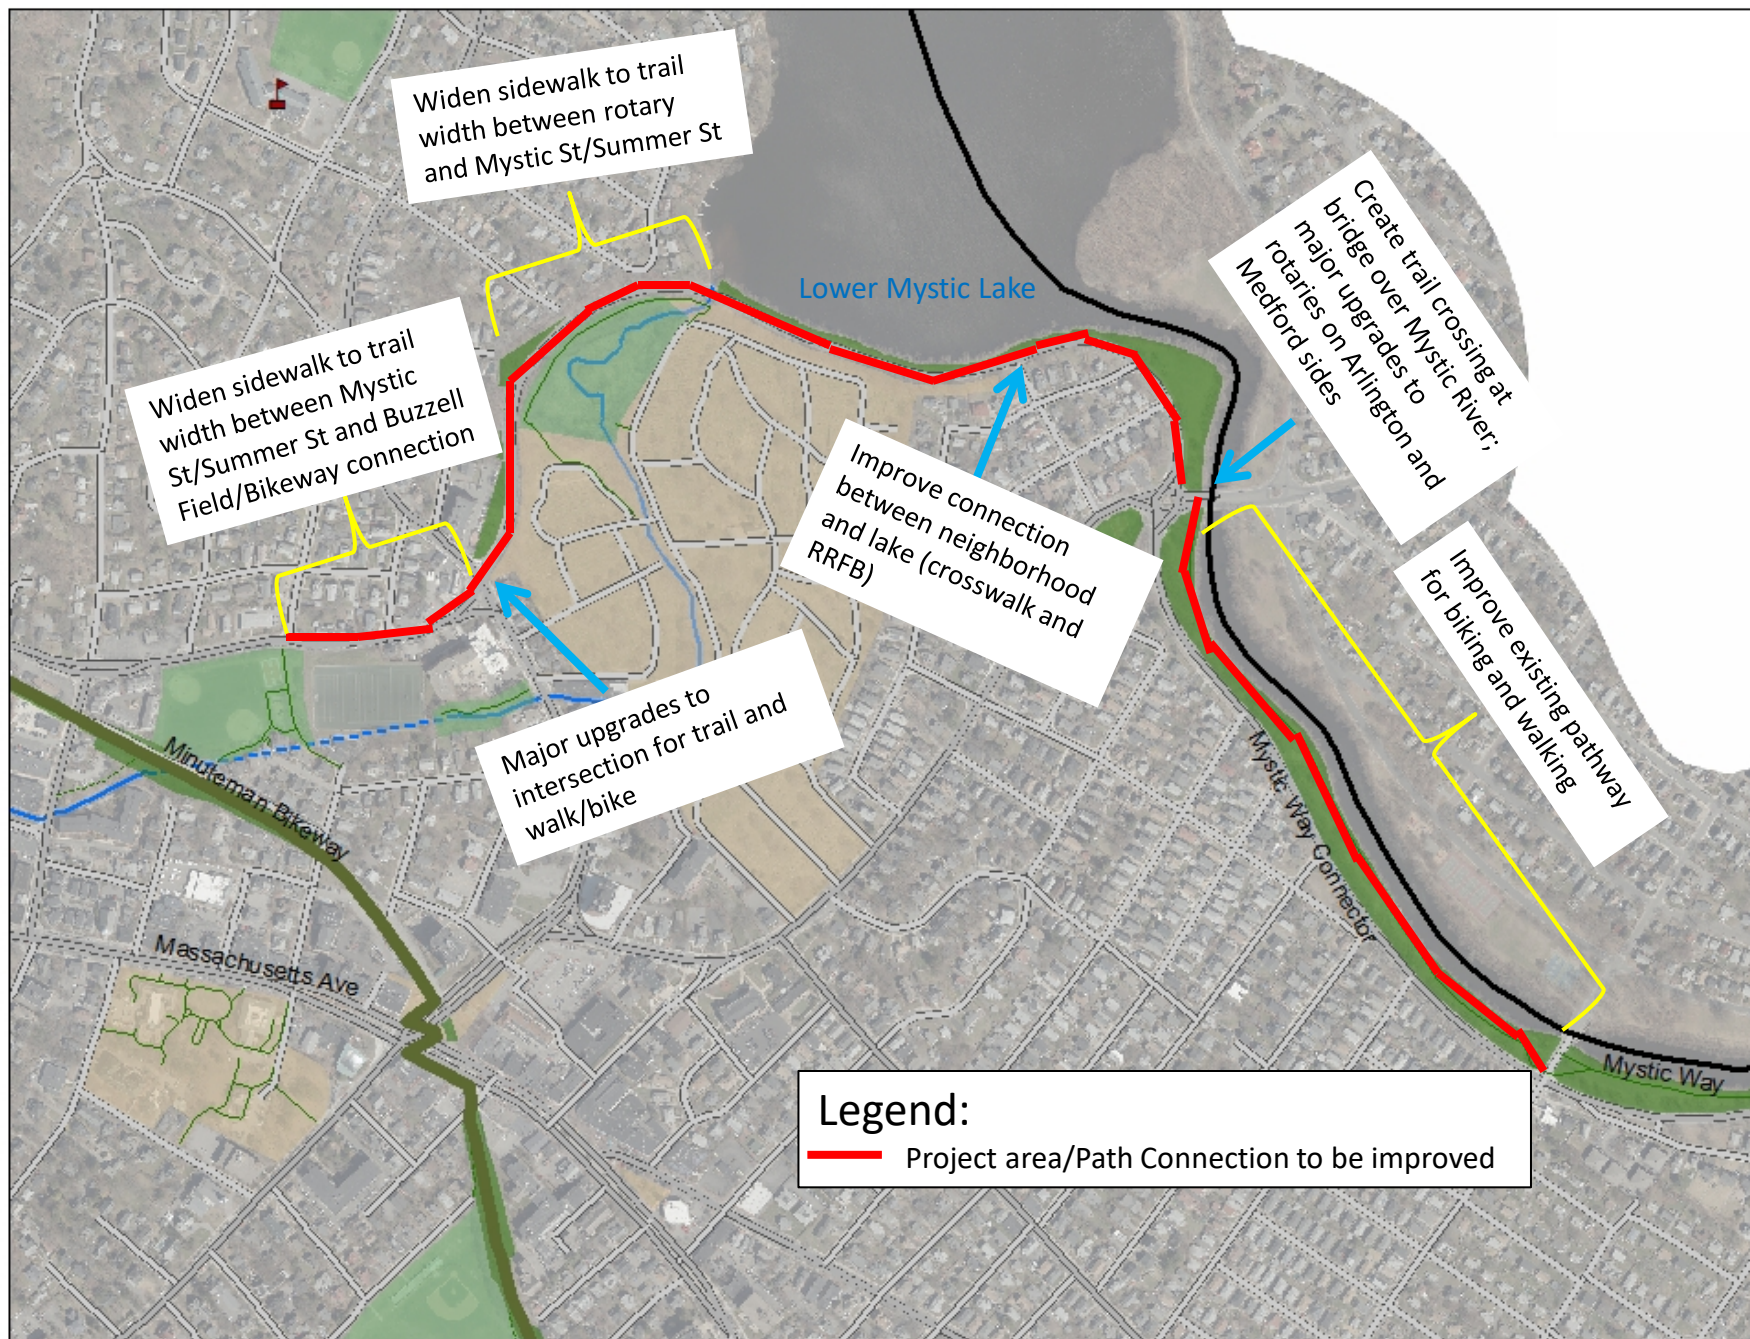 Widen sidewalk to trail
width between rotary
and Mystic St/Summer St
Create trail crossing at
bridge over Mystic River;
major upgrades to
rotaries on Arlington and
Medford sides
Lower Mystic Lake
Widen sidewalk to trail
width between Mystic
St/Summer St and Buzzell
Field/Bikeway connection
Improve connection
between neighborhood
and lake (crosswalk and
RRFB)
Improve existing pathway
for biking and walking
Major upgrades to
intersection for trail and
walk/bike
Minuteman Bikeway
Mystic Way Connector
Massachusetts Ave
Mystic Way
Legend:
Project area/Path Connection to be improved